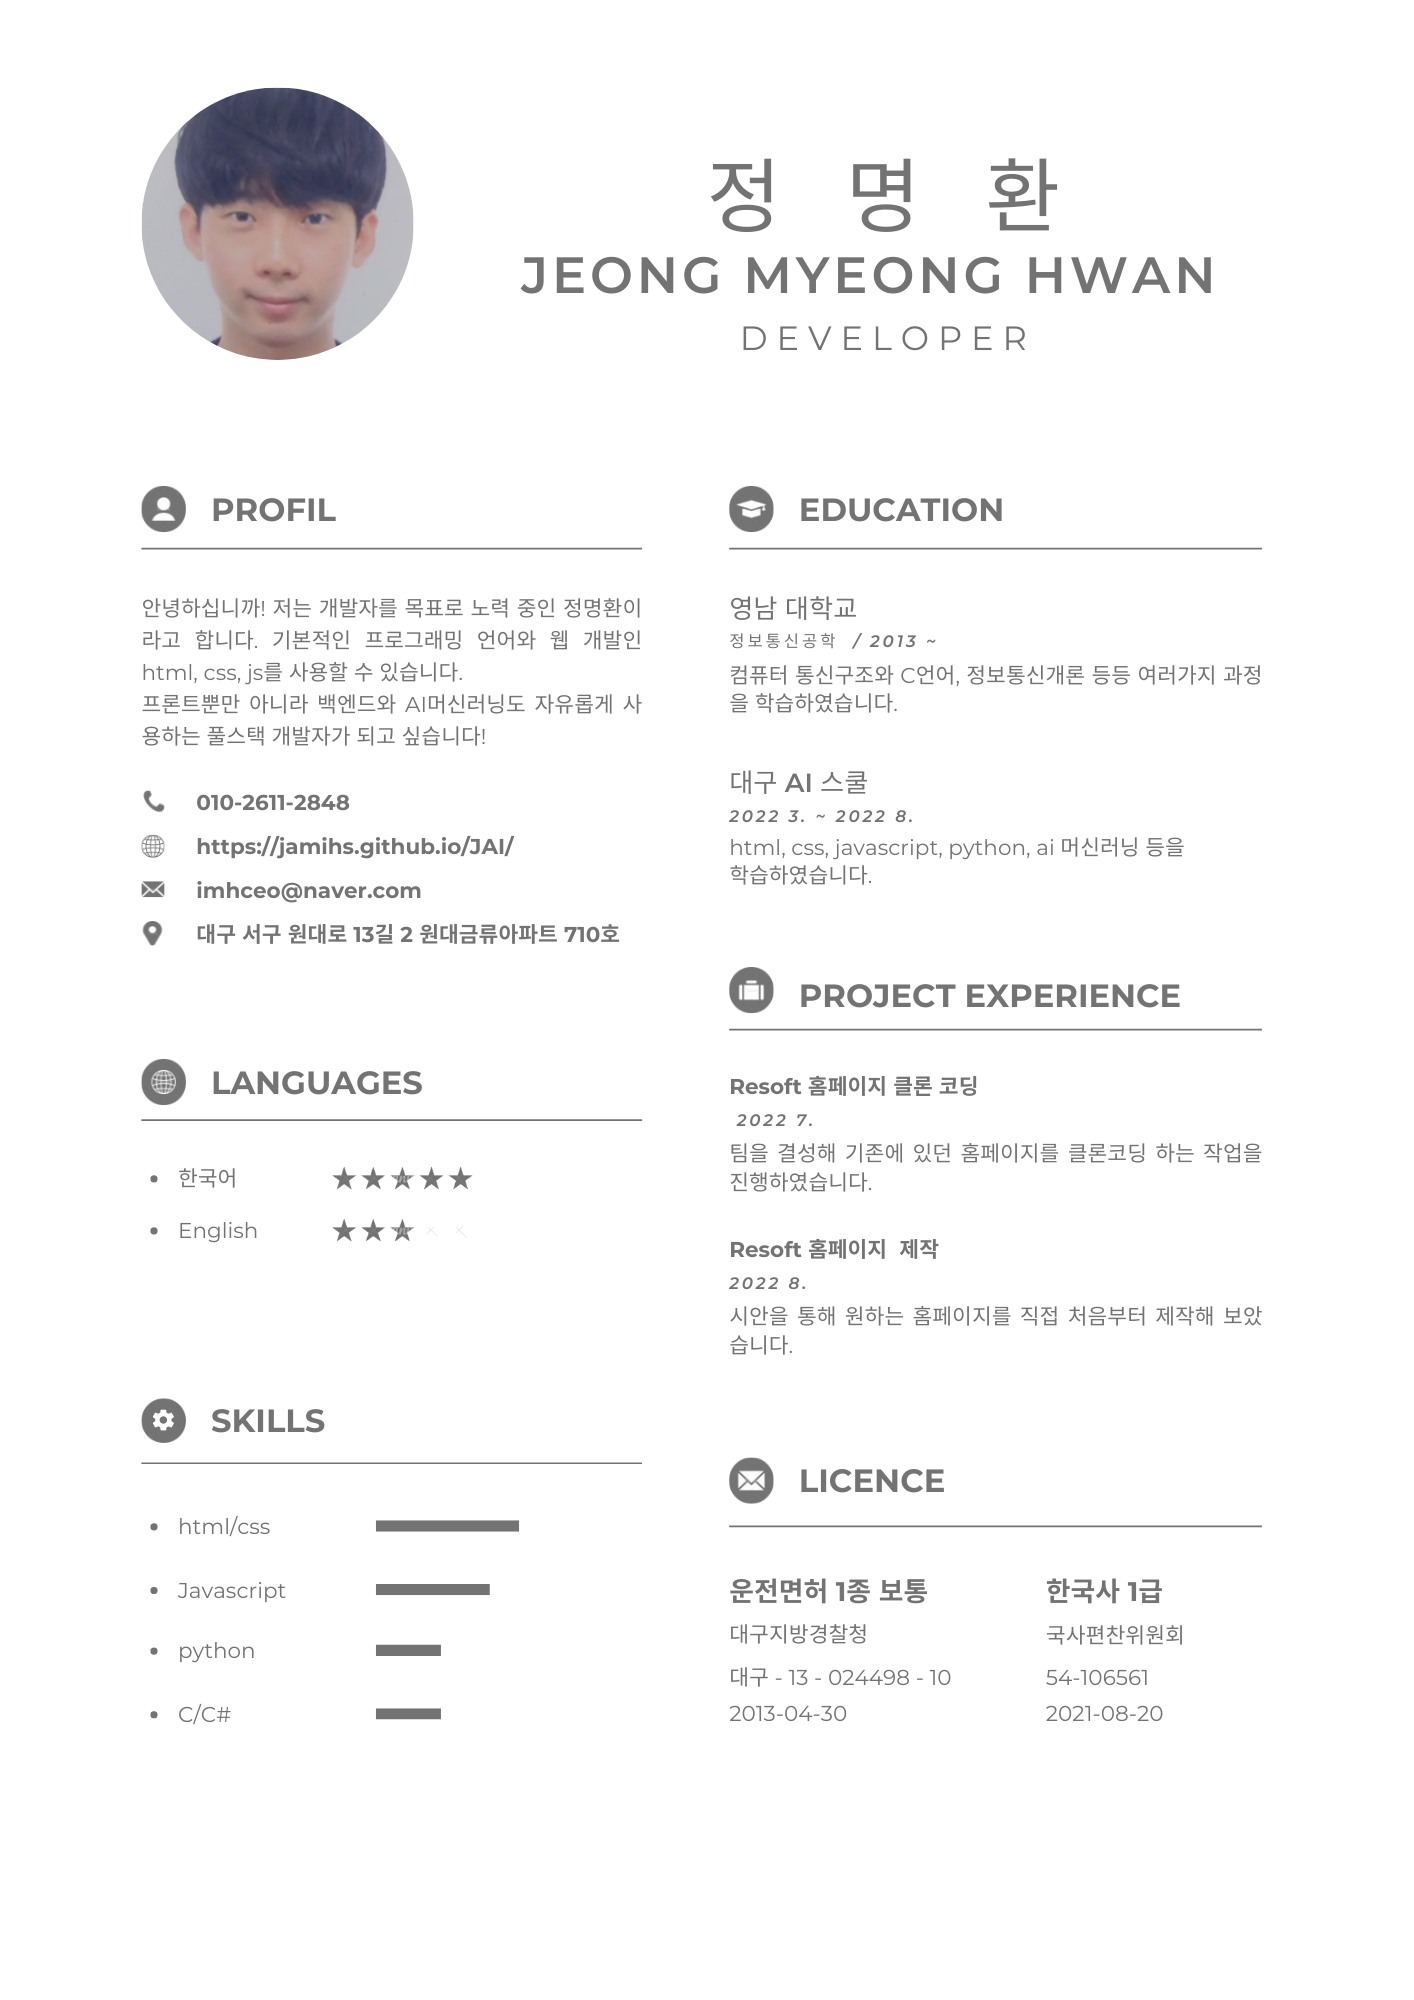 정 명 환
JEONG MYEONG HWAN
DEVELOPER
PROFIL
안녕하십니까! 저는 개발자를 목표로 노력 중인 정명환이
라고 합니다. 기본적인 프로그래밍 언어와 웹 개발인
html, css, js를 사용할 수 있습니다.
프론트뿐만 아니라 백엔드와 AI머신러닝도 자유롭게 사
용하는 풀스택 개발자가 되고 싶습니다!
010-2611-2848
https://jamihs.github.io/JAI/
imhceo@naver.com
대구 서구 원대로 13길 2 원대금류아파트 710호
LANGUAGES
• 한국어 ★★★★★
• English ★★★
SKILLS
• html/css
• Javascript
• python
• C/C#
EDUCATION
영남 대학교
정보통신공학 / 2013 ~
컴퓨터 통신구조와 C언어, 정보통신개론 등등 여러가지 과정
을 학습하였습니다.
대구 AI 스쿨
2022 3. ~ 2022 8.
html, css, javascript, python, ai 머신러닝 등을
학습하였습니다.
PROJECT EXPERIENCE
Resoft 홈페이지 클론 코딩
2022 7.
팀을 결성해 기존에 있던 홈페이지를 클론코딩 하는 작업을
진행하였습니다.
Resoft 홈페이지 제작
2022 8.
시안을 통해 원하는 홈페이지를 직접 처음부터 제작해 보았
습니다.
LICENCE
운전면허 1종 보통
대구지방경찰청
대구 - 13 - 024498 - 10
2013-04-30
한국사 1급
국사편찬위원회
54-106561
2021-08-20